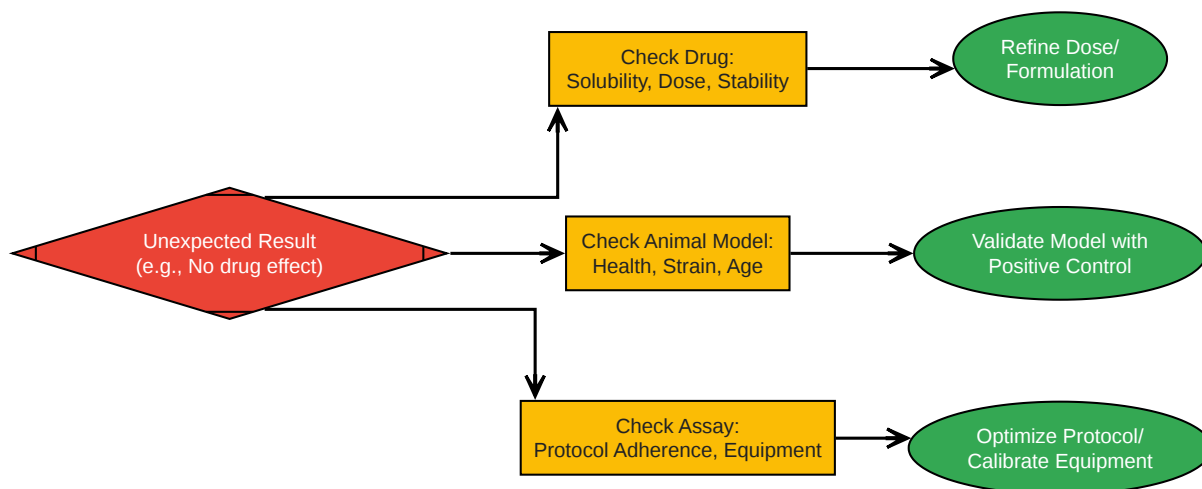 Check Drug:
Solubility, Dose, Stability
Refine Dose/
Formulation
Unexpected Result
(e.g., No drug effect)
Check Animal Model:
Health, Strain, Age
Validate Model with
Positive Control
Check Assay:
Protocol Adherence, Equipment
Optimize Protocol/
Calibrate Equipment